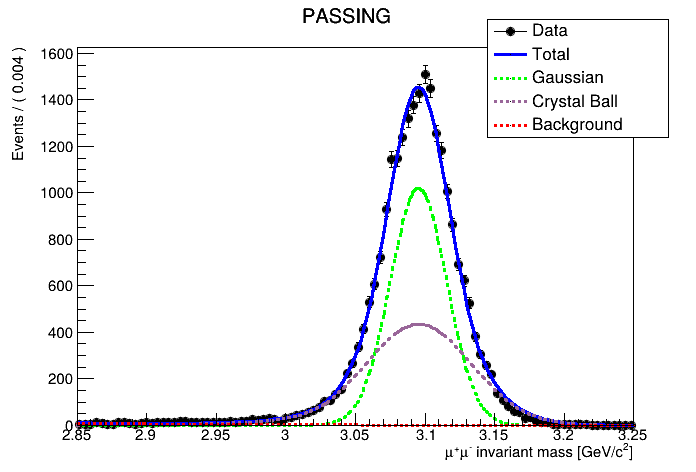 PASSING
Data
Total
Gaussian
Crystal Ball
Background
Events / ( 0.004 )
1600
1400
1200
1000
800
600
400
200
0
2.85 2.9 2.95 3 3.05 3.1 3.15 3.2 3.25
μ⁺μ⁻ invariant mass [GeV/c²]